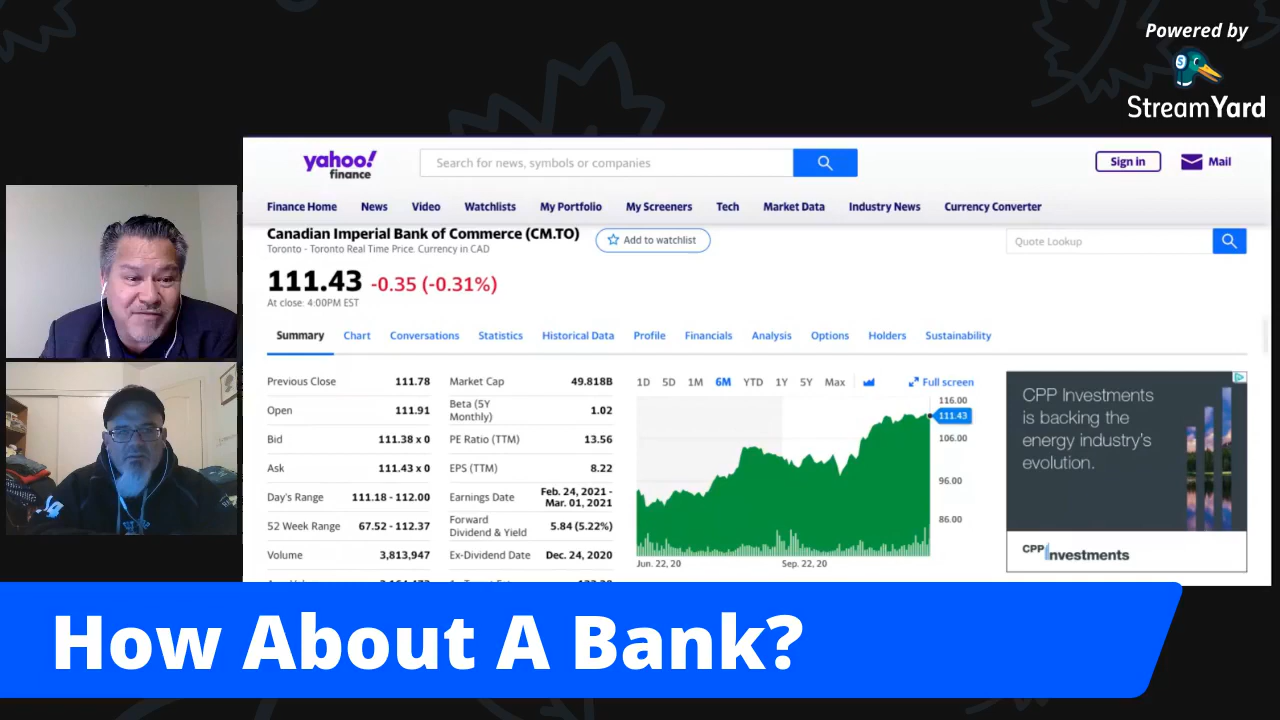 Powered by
StreamYard
yahoo!
finance
Search for news, symbols or companies
Sign in
Mail
Finance Home News Video Watchlists My Portfolio My Screeners Tech Market Data Industry News Currency Converter
Canadian Imperial Bank of Commerce (CM.TO)
Add to watchlist
Quote Lookup
Toronto - Toronto Real Time Price. Currency in CAD
111.43 -0.35 (-0.31%)
At close: 4:00PM EST
Summary Chart Conversations Statistics Historical Data Profile Financials Analysis Options Holders Sustainability
Previous Close 111.78
Open 111.91
Bid 111.38 x 0
Ask 111.43 x 0
Day's Range 111.18 - 112.00
52 Week Range 67.52 - 112.37
Volume 3,813,947
Market Cap 49.818B
Beta (5Y
Monthly) 1.02
PE Ratio (TTM) 13.56
EPS (TTM) 8.22
Earnings Date Feb. 24, 2021 -
Mar. 01, 2021
Forward
Dividend & Yield 5.84 (5.22%)
Ex-Dividend Date Dec. 24, 2020
1D 5D 1M 6M YTD 1Y 5Y Max
Full screen
116.00
111.43
106.00
96.00
86.00
Jun. 22, 20 Sep. 22, 20
CPP Investments
is backing the
energy industry's
evolution.
CPP Investments
How About A Bank?